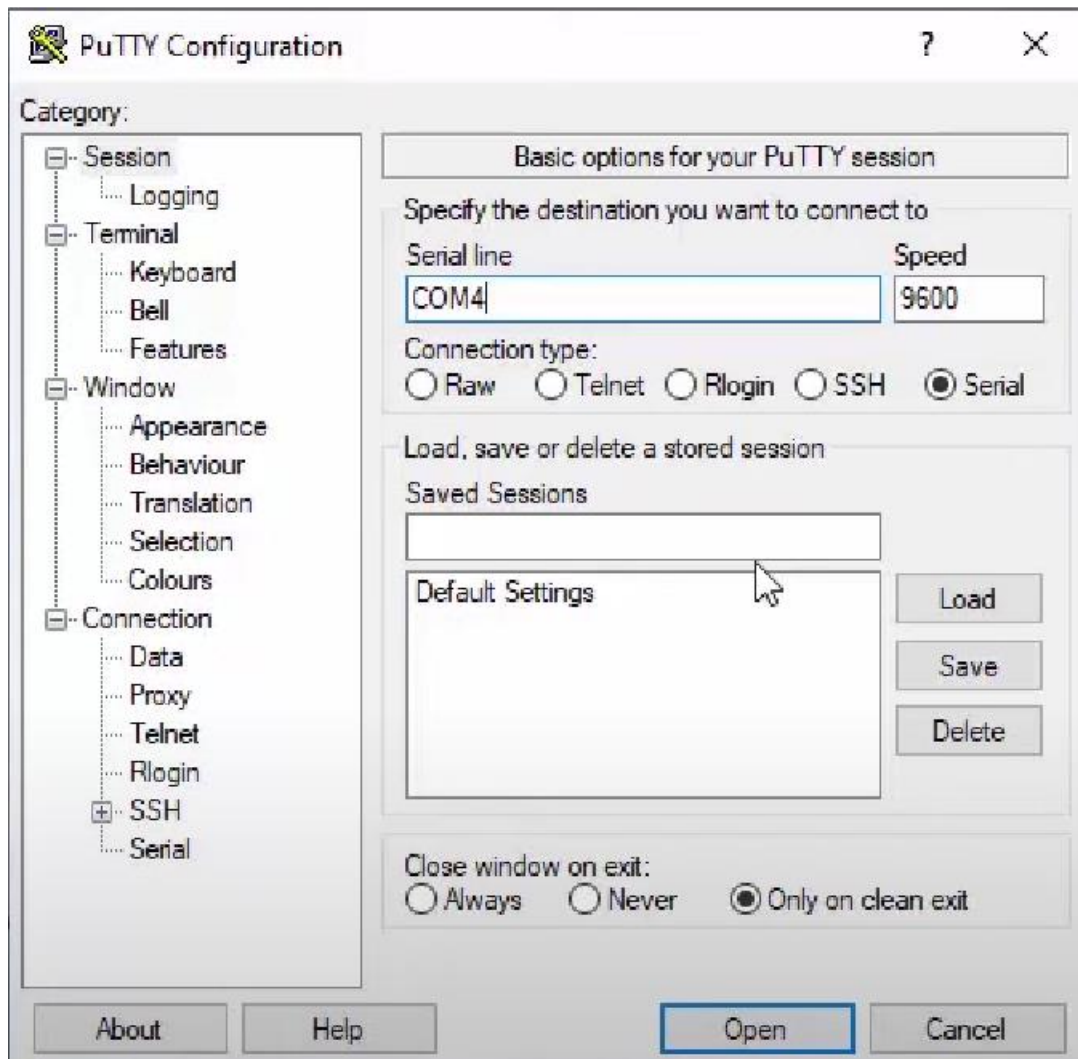 PuTTY Configuration
?
Category:
Session
Logging
Terminal
Keyboard
Bell
Features
Window
Appearance
Behaviour
Translation
Selection
Colours
Connection
Data
Proxy
Telnet
Rlogin
SSH
Serial
Basic options for your PuTTY session
Specify the destination you want to connect to
Serial line Speed
COM4 9600
Connection type:
Raw Telnet Rlogin SSH Serial
Load, save or delete a stored session
Saved Sessions
Default Settings
Load
Save
Delete
Close window on exit:
Always Never Only on clean exit
About Help Open Cancel